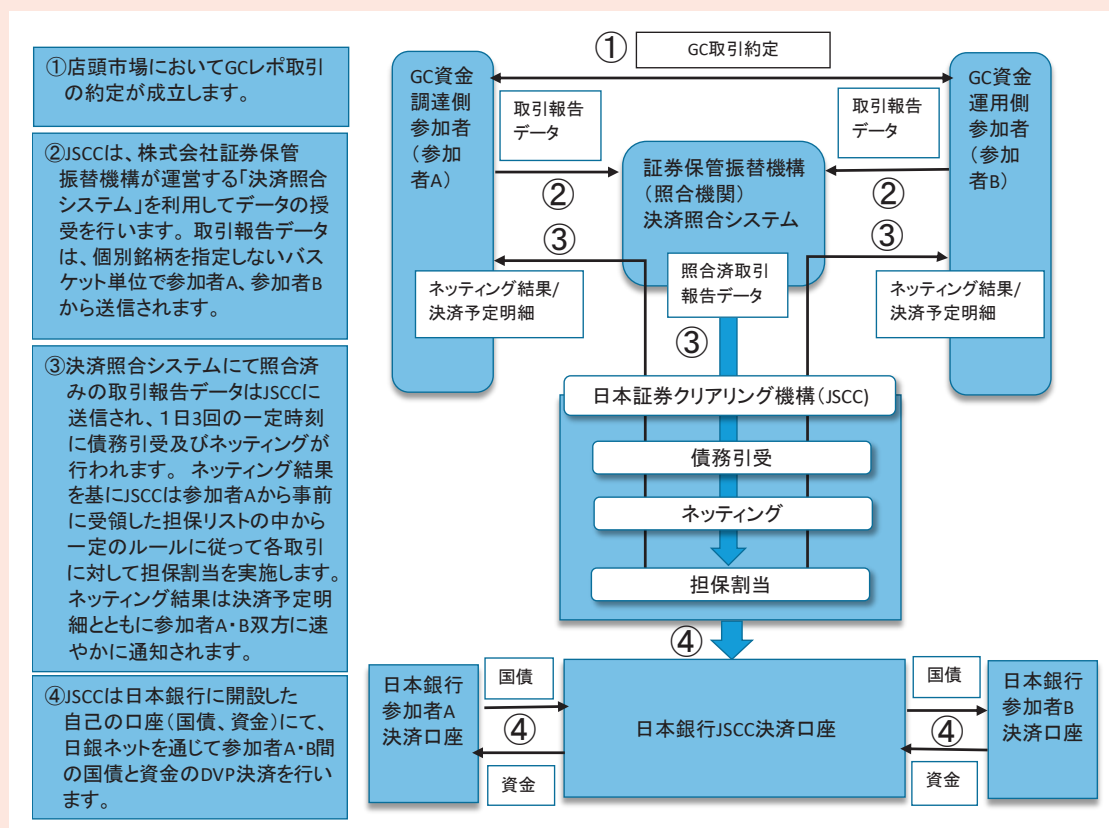 ①店頭市場においてGCレポ取引
の約定が成立します。
②JSCCは、株式会社証券保管
振替機構が運営する「決済照合
システム」を利用してデータの授
受を行います。取引報告データ
は、個別銘柄を指定しないバス
ケット単位で参加者A、参加者B
から送信されます。
③決済照合システムにて照合済
みの取引報告データはJSCCに
送信され、1日3回の一定時刻
に債務引受及びネッティングが
行われます。ネッティング結果
を基にJSCCは参加者Aから事前
に受領した担保リストの中から
一定のルールに従って各取引
に対して担保割当を実施します。
ネッティング結果は決済予定明
細とともに参加者A・B双方に速
やかに通知されます。
④JSCCは日本銀行に開設した
自己の口座（国債、資金）にて、
日銀ネットを通じて参加者A・B間
の国債と資金のDVP決済を行い
ます。
①
GC取引約定
GC資金
調達側
参加者
（参加
者A）
取引報告
データ
②
③
ネッティング結果/
決済予定明細
証券保管振替機構
（照合機関）
決済照合システム
照合済取引
報告データ
③
取引報告
データ
②
③
ネッティング結果/
決済予定明細
GC資金
運用側
参加者
（参加
者B）
日本証券クリアリング機構（JSCC）
債務引受
ネッティング
担保割当
④
日本銀行
参加者A
決済口座
国債
④
資金
日本銀行JSCC決済口座
国債
④
資金
日本銀行
参加者B
決済口座